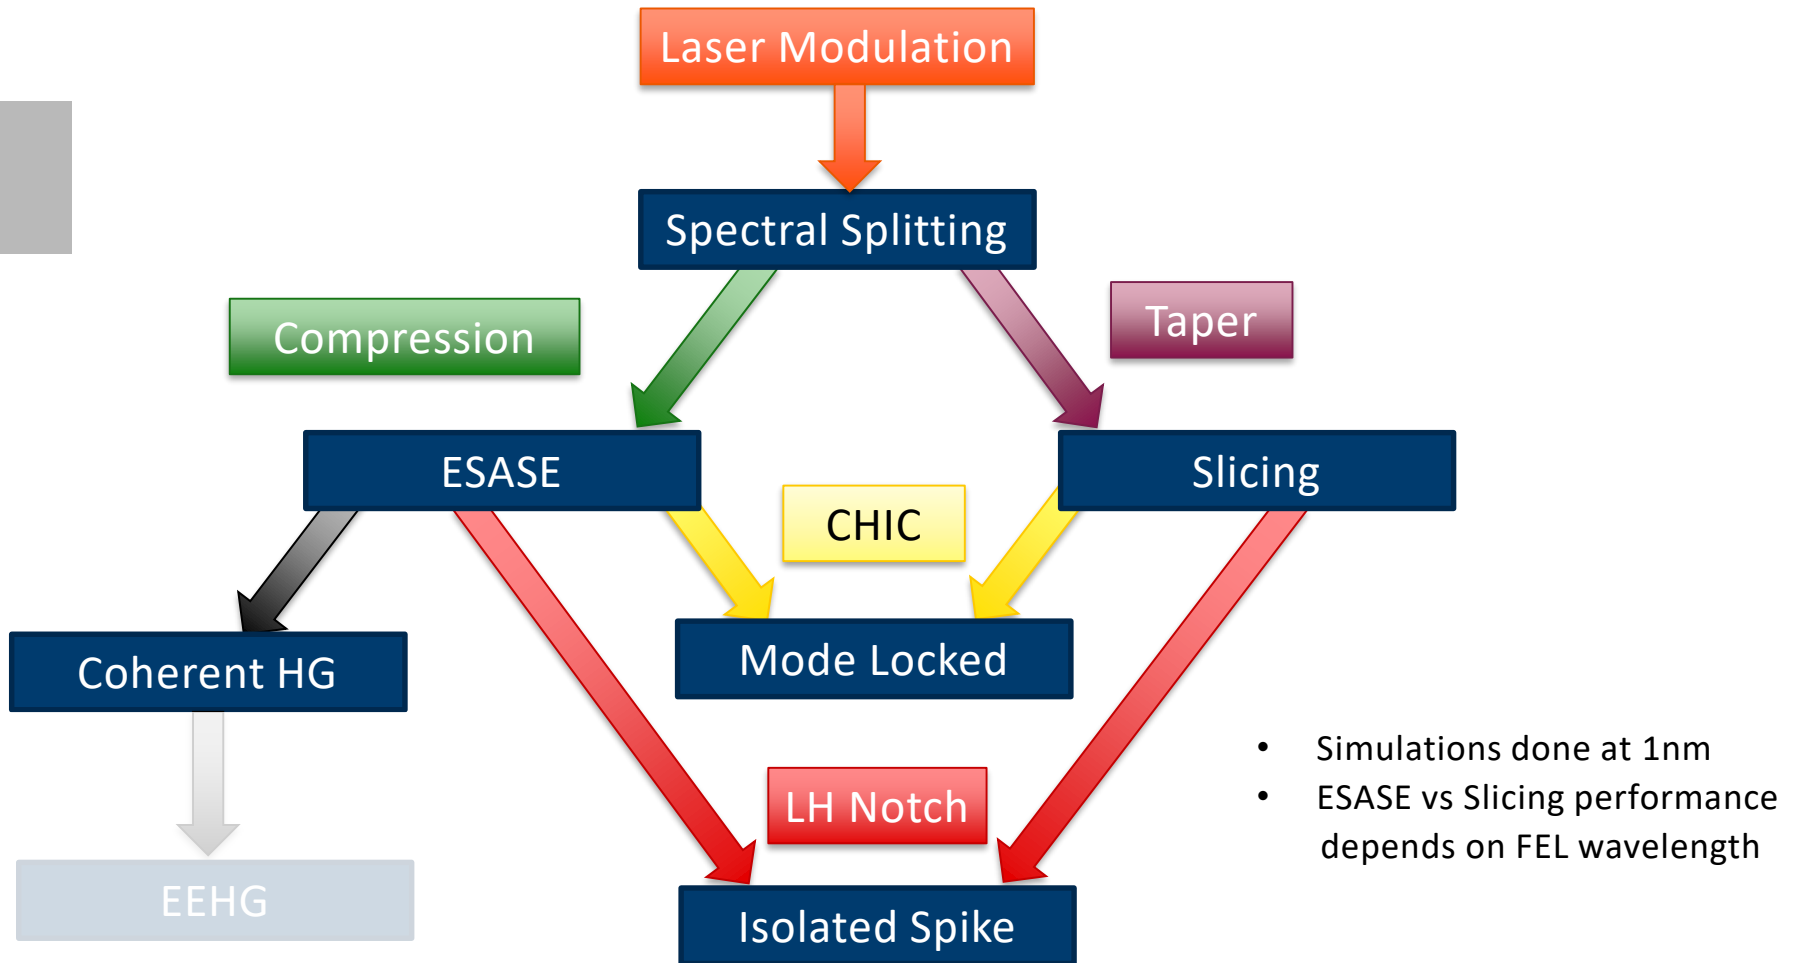 Laser Modulation
Spectral Splitting
Compression
Taper
ESASE
Slicing
CHIC
Coherent HG
Mode Locked
LH Notch
EEHG
Isolated Spike
• Simulations done at 1nm
• ESASE vs Slicing performance
depends on FEL wavelength